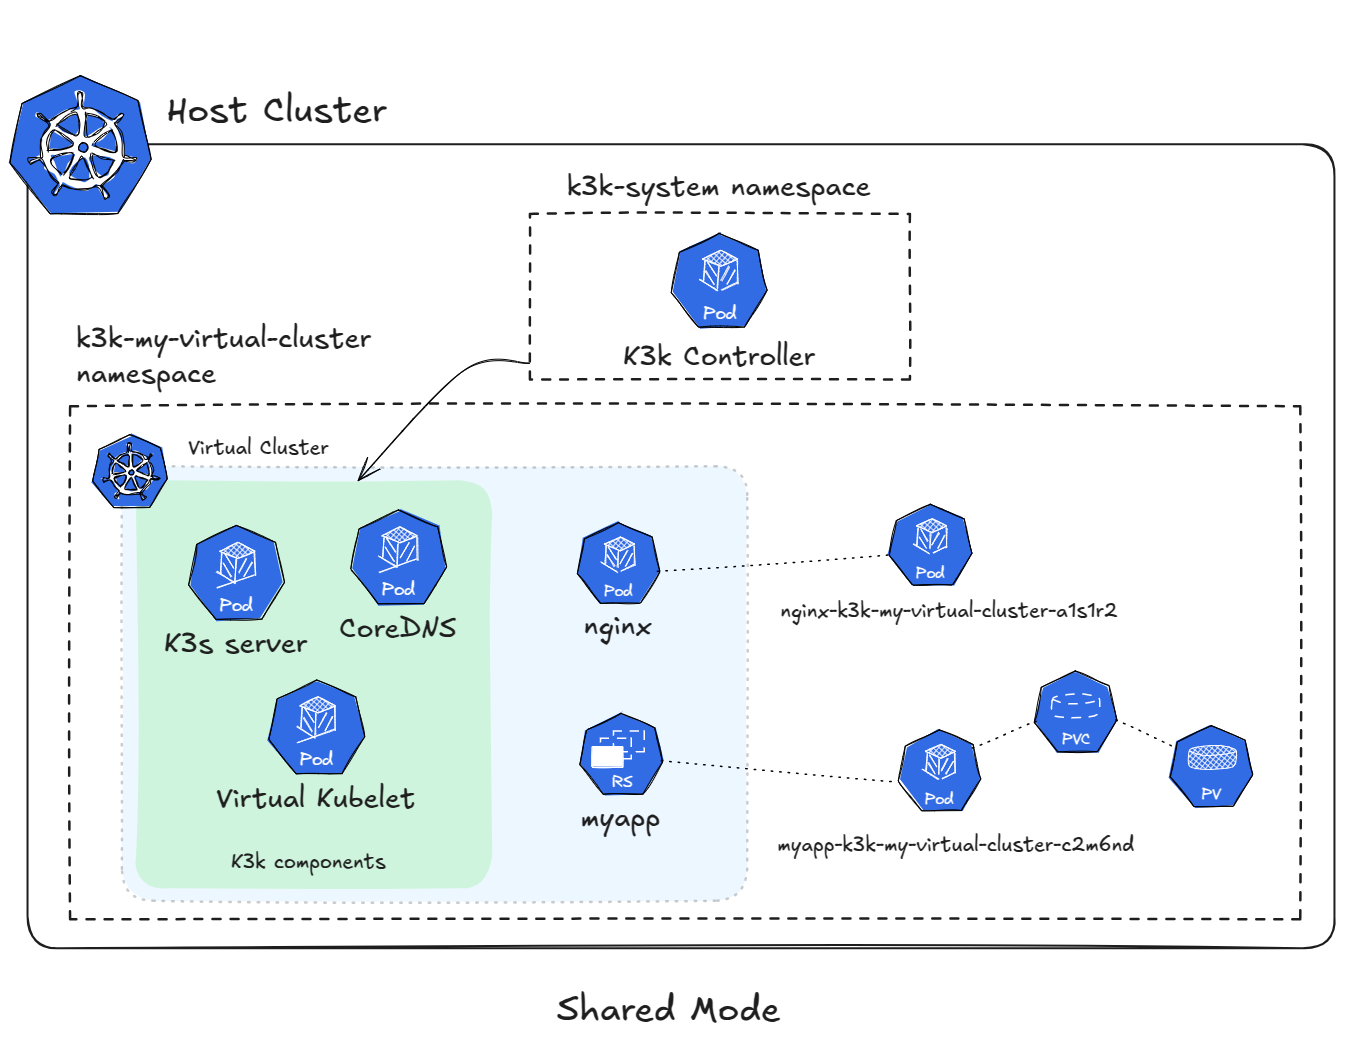 Host Cluster
k3k-system namespace
Pod
K3k Controller
k3k-my-virtual-cluster
namespace
Virtual Cluster
Pod
K3s server
Pod
CoreDNS
Pod
Virtual Kubelet
K3k components
Pod
nginx
Pod
nginx-k3k-my-virtual-cluster-a1s1r2
RS
myapp
Pod
myapp-k3k-my-virtual-cluster-c2m6nd
PVC
PV
Shared Mode